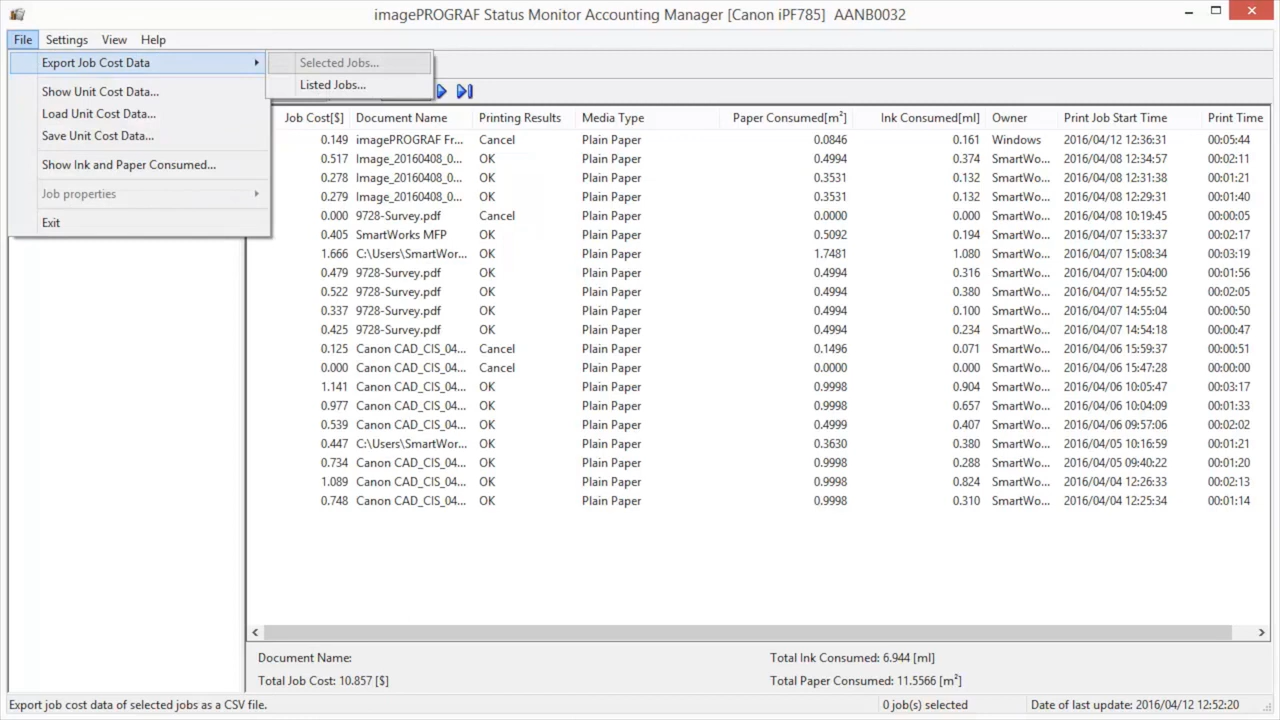 imagePROGRAF Status Monitor Accounting Manager [Canon iPF785]  AANB0032
File Settings View Help
Export Job Cost Data Selected Jobs...
Listed Jobs...
Show Unit Cost Data...
Load Unit Cost Data...
Save Unit Cost Data...
Show Ink and Paper Consumed...
Job properties
Exit
Job Cost[$] Document Name Printing Results Media Type Paper Consumed[m²] Ink Consumed[ml] Owner Print Job Start Time Print Time
0.149 imagePROGRAF Fr... Cancel Plain Paper 0.0846 0.161 Windows 2016/04/12 12:36:31 00:05:44
0.517 Image_20160408_0... OK Plain Paper 0.4994 0.374 SmartWo... 2016/04/08 12:34:57 00:02:11
0.278 Image_20160408_0... OK Plain Paper 0.3531 0.132 SmartWo... 2016/04/08 12:31:38 00:01:21
0.279 Image_20160408_0... OK Plain Paper 0.3531 0.132 SmartWo... 2016/04/08 12:29:31 00:01:40
0.000 9728-Survey.pdf Cancel Plain Paper 0.0000 0.000 SmartWo... 2016/04/08 10:19:45 00:00:05
0.405 SmartWorks MFP OK Plain Paper 0.5092 0.194 SmartWo... 2016/04/07 15:33:37 00:02:17
1.666 C:\Users\SmartWor... OK Plain Paper 1.7481 1.080 SmartWo... 2016/04/07 15:08:34 00:03:19
0.479 9728-Survey.pdf OK Plain Paper 0.4994 0.316 SmartWo... 2016/04/07 15:04:00 00:01:56
0.522 9728-Survey.pdf OK Plain Paper 0.4994 0.380 SmartWo... 2016/04/07 14:55:52 00:02:05
0.337 9728-Survey.pdf OK Plain Paper 0.4994 0.100 SmartWo... 2016/04/07 14:55:04 00:00:50
0.425 9728-Survey.pdf OK Plain Paper 0.4994 0.234 SmartWo... 2016/04/07 14:54:18 00:00:47
0.125 Canon CAD_CIS_04... Cancel Plain Paper 0.1496 0.071 SmartWo... 2016/04/06 15:59:37 00:00:51
0.000 Canon CAD_CIS_04... Cancel Plain Paper 0.0000 0.000 SmartWo... 2016/04/06 15:47:28 00:00:00
1.141 Canon CAD_CIS_04... OK Plain Paper 0.9998 0.904 SmartWo... 2016/04/06 10:05:47 00:03:17
0.977 Canon CAD_CIS_04... OK Plain Paper 0.9998 0.657 SmartWo... 2016/04/06 10:04:09 00:01:33
0.539 Canon CAD_CIS_04... OK Plain Paper 0.4999 0.407 SmartWo... 2016/04/06 09:57:06 00:02:02
0.447 C:\Users\SmartWor... OK Plain Paper 0.3630 0.380 SmartWo... 2016/04/05 10:16:59 00:01:21
0.734 Canon CAD_CIS_04... OK Plain Paper 0.9998 0.288 SmartWo... 2016/04/05 09:40:22 00:01:20
1.089 Canon CAD_CIS_04... OK Plain Paper 0.9998 0.824 SmartWo... 2016/04/04 12:26:33 00:02:13
0.748 Canon CAD_CIS_04... OK Plain Paper 0.9998 0.310 SmartWo... 2016/04/04 12:25:34 00:01:14
Document Name: Total Ink Consumed: 6.944 [ml]
Total Job Cost: 10.857 [$] Total Paper Consumed: 11.5566 [m²]
Export job cost data of selected jobs as a CSV file. 0 job(s) selected Date of last update: 2016/04/12 12:52:20